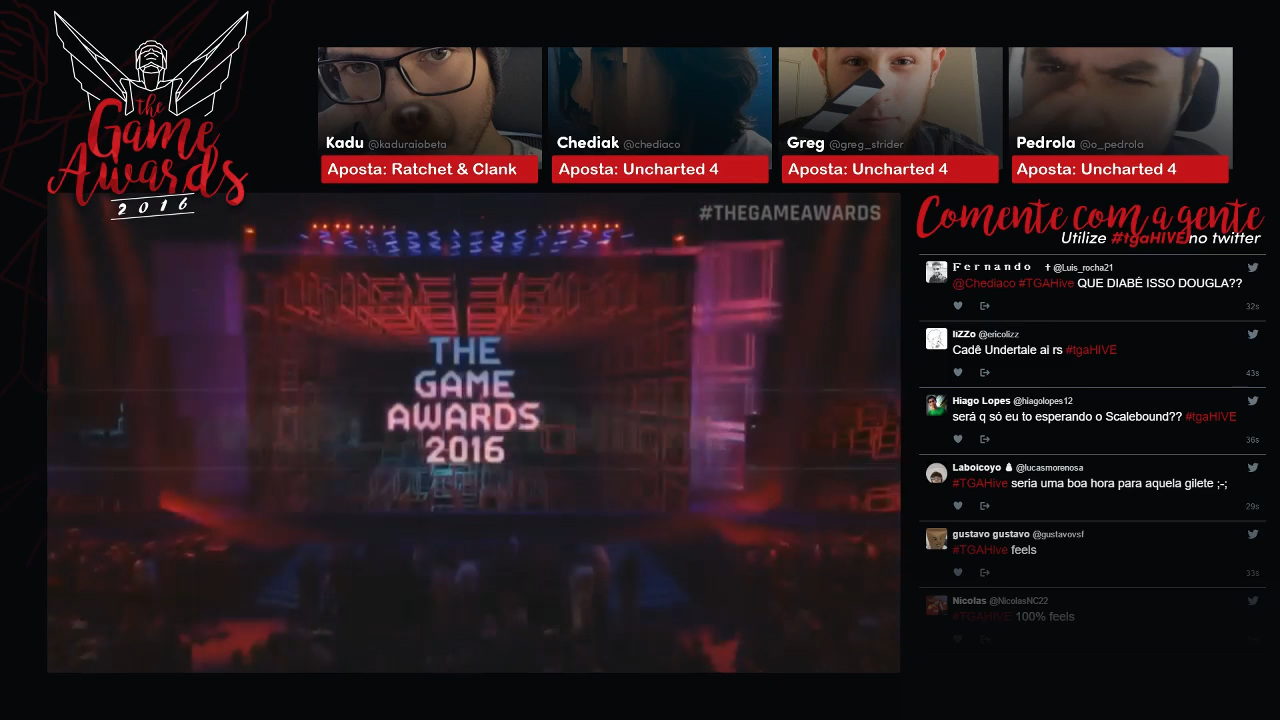 the
Game
Awards
2016
Kadu @kaduraiobeta
Aposta: Ratchet & Clank
Chediak @chediaco
Aposta: Uncharted 4
Greg @greg_strider
Aposta: Uncharted 4
Pedrola @o_pedrola
Aposta: Uncharted 4
#THEGAMEAWARDS
THE
GAME
AWARDS
2016
Comente com a gente
Utilize #tgaHIVE no twitter
Fernando ✝ @Luis_rocha21
@Chediaco #TGAHive QUE DIABÉ ISSO DOUGLA??
32s
liZZo @ericolizz
Cadê Undertale ai rs #tgaHIVE
43s
Hiago Lopes @hiagolopes12
será q só eu to esperando o Scalebound?? #tgaHIVE
36s
Laboicoyo @lucasmorenosa
#TGAHive seria uma boa hora para aquela gilete ;-;
29s
gustavo gustavo @gustavovsf
#TGAHive feels
33s
Nicolas @NicolasNC22
#TGAHIVE 100% feels